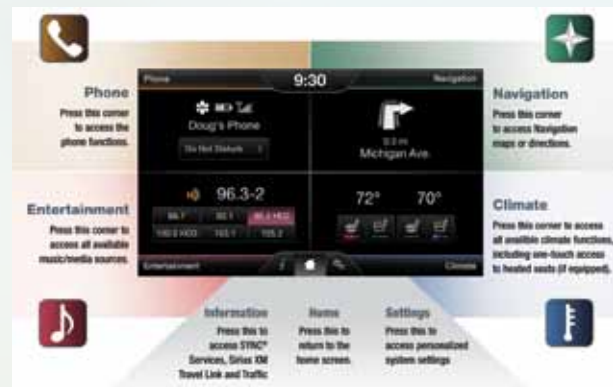 Phone
Press this corner
to access the
phone functions.
Entertainment
Press this corner to
access all available
music/media sources.
Phone
9:30
Navigation
Doug's Phone
Do Not Disturb
Michigan Ave.
96.3-2
72° 70°
Entertainment
Climate
Navigation
Press this corner
to access Navigation
maps or directions.
Climate
Press this corner to access
all availible climate functions
including one-touch access
to heated seats (if equipped).
Information
Press this to
access SYNC®
Services, Sirius XM
Travel Link and Traffic
Home
Press this to
return to the
home screen.
Settings
Press this to
access personalized
system settings